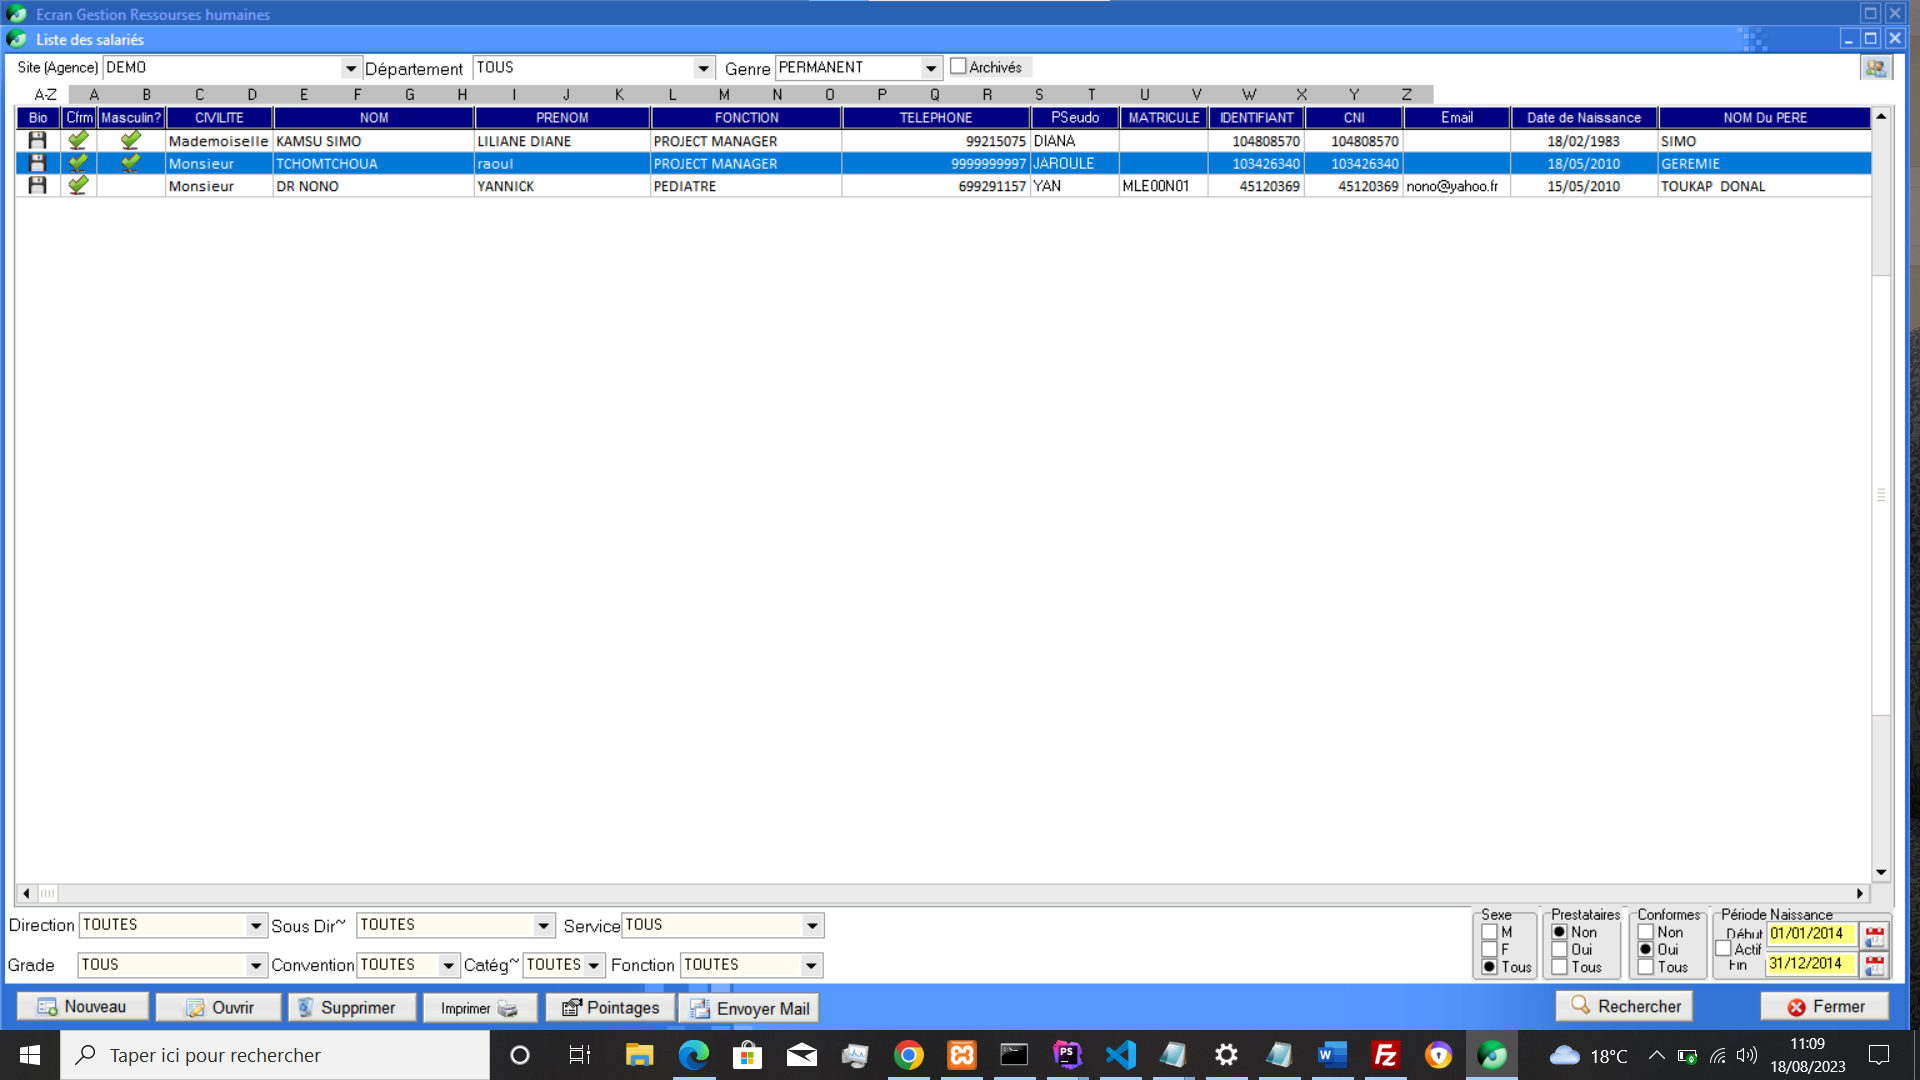 Ecran Gestion Ressourses humaines
Liste des salariés
Site (Agence) DEMO Département TOUS Genre PERMANENT Archivés
A-Z A B C D E F G H I J K L M N O P Q R S T U V W X Y Z
Bio Cfrm Masculin? CIVILITE NOM PRENOM FONCTION TELEPHONE PSeudo MATRICULE IDENTIFIANT CNI Email Date de Naissance NOM Du PERE
Mademoiselle KAMSU SIMO LILIANE DIANE PROJECT MANAGER 99215075 DIANA 104808570 104808570 18/02/1983 SIMO
Monsieur TCHOMTCHOUA raoul PROJECT MANAGER 9999999997 JAROULE 103426340 103426340 18/05/2010 GEREMIE
Monsieur DR NONO YANNICK PEDIATRE 699291157 YAN MLE00N01 45120369 45120369 nono@yahoo.fr 15/05/2010 TOUKAP DONAL
Direction TOUTES Sous Dir~ TOUTES Service TOUS
Grade TOUS Convention TOUTES Catég~ TOUTES Fonction TOUTES
Sexe
M
F
Tous
Prestataires
Non
Oui
Tous
Conformes
Non
Oui
Tous
Période Naissance
Début 01/01/2014
Actif
Fin 31/12/2014
Nouveau Ouvrir Supprimer Imprimer Pointages Envoyer Mail Rechercher Fermer
Taper ici pour rechercher
18°C
11:09
18/08/2023